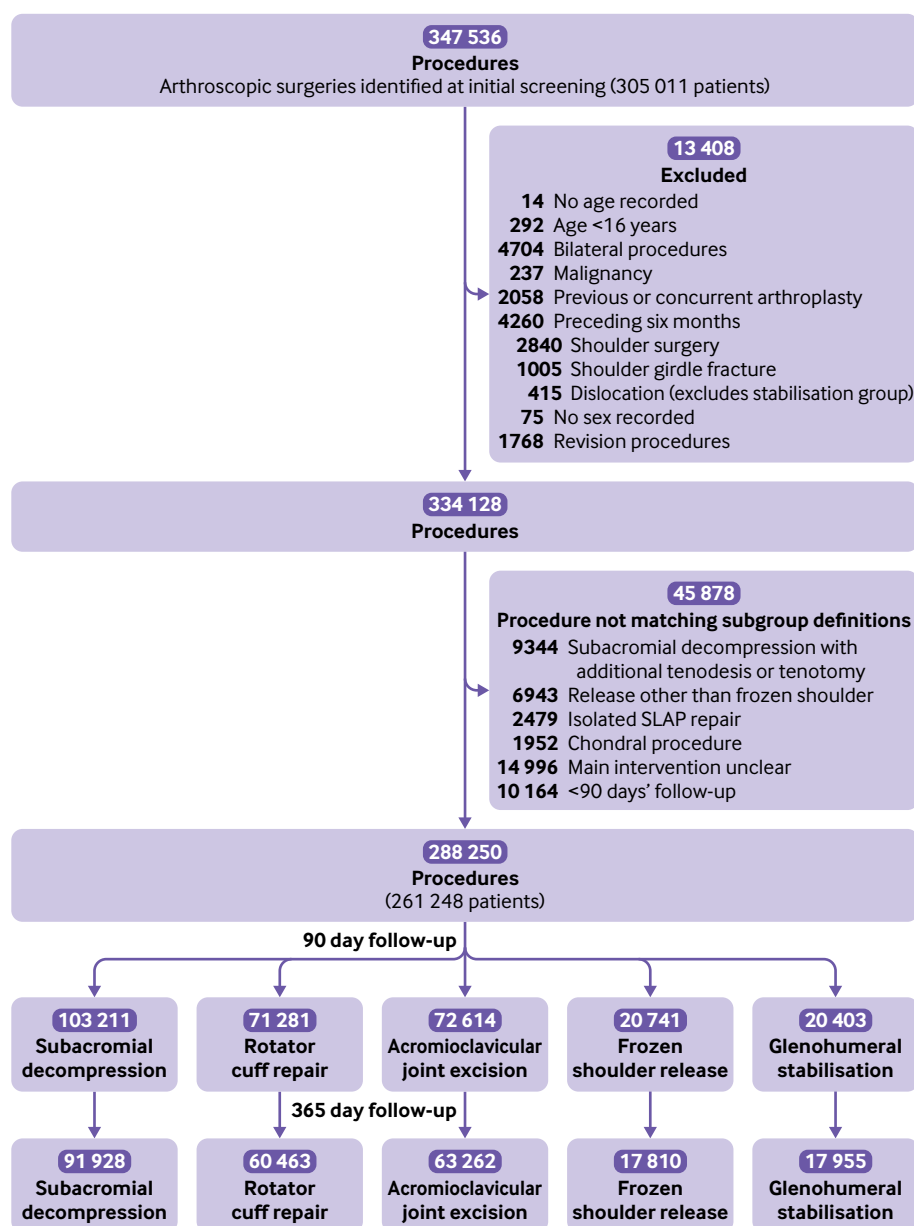 347 536
Procedures
Arthroscopic surgeries identified at initial screening (305 011 patients)
13 408
Excluded
14 No age recorded
292 Age <16 years
4704 Bilateral procedures
237 Malignancy
2058 Previous or concurrent arthroplasty
4260 Preceding six months
2840 Shoulder surgery
1005 Shoulder girdle fracture
415 Dislocation (excludes stabilisation group)
75 No sex recorded
1768 Revision procedures
334 128
Procedures
45 878
Procedure not matching subgroup definitions
9344 Subacromial decompression with
additional tenodesis or tenotomy
6943 Release other than frozen shoulder
2479 Isolated SLAP repair
1952 Chondral procedure
14 996 Main intervention unclear
10 164 <90 days' follow-up
288 250
Procedures
(261 248 patients)
90 day follow-up
103 211
Subacromial
decompression
71 281
Rotator
cuff repair
72 614
Acromioclavicular
joint excision
20 741
Frozen
shoulder release
20 403
Glenohumeral
stabilisation
365 day follow-up
91 928
Subacromial
decompression
60 463
Rotator
cuff repair
63 262
Acromioclavicular
joint excision
17 810
Frozen
shoulder release
17 955
Glenohumeral
stabilisation